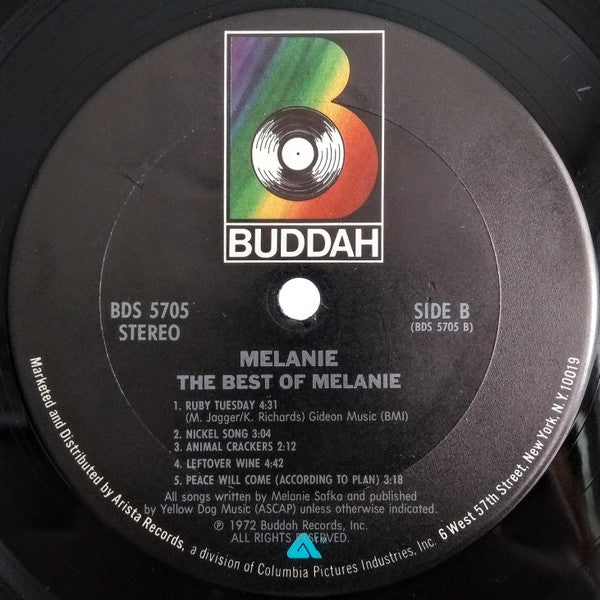 BUDDAH
BDS 5705
STEREO
SIDE B
(BDS 5705 B)
MELANIE
THE BEST OF MELANIE
1. RUBY TUESDAY 4:31
(M. Jagger/K. Richards) Gideon Music (BMI)
2. NICKEL SONG 3:04
3. ANIMAL CRACKERS 2:12
4. LEFTOVER WINE 4:42
5. PEACE WILL COME (ACCORDING TO PLAN) 3:18
All songs written by Melanie Safka and published
by Yellow Dog Music (ASCAP) unless otherwise indicated.
℗ 1972 Buddah Records, Inc.
ALL RIGHTS RESERVED.
Marketed and Distributed by Arista Records, a division of Columbia Pictures Industries, Inc. 6 West 57th Street, New York, N.Y. 10019